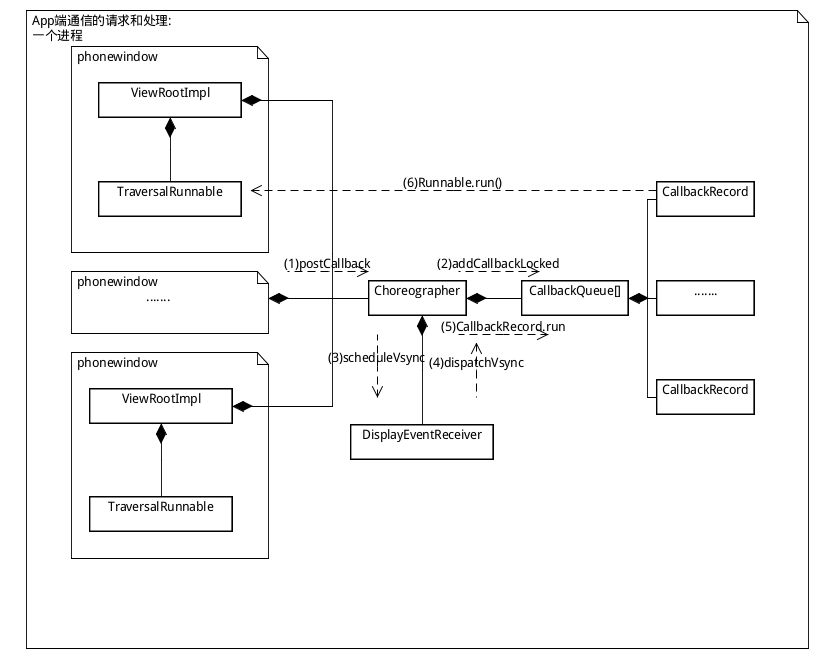 App端通信的请求和处理:
一个进程
phonewindow
ViewRootImpl
TraversalRunnable
(6)Runnable.run()
CallbackRecord
(1)postCallback
(2)addCallbackLocked
phonewindow
.......
Choreographer
CallbackQueue[]
.......
(5)CallbackRecord.run
(3)scheduleVsync
(4)dispatchVsync
phonewindow
ViewRootImpl
CallbackRecord
DisplayEventReceiver
TraversalRunnable